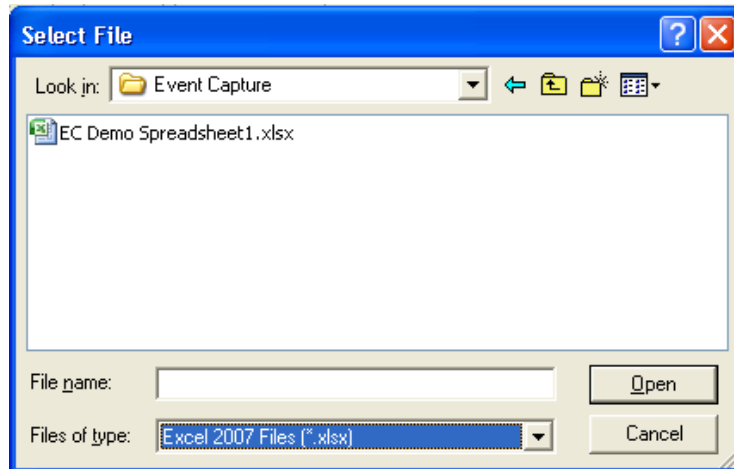 Select File
?
Look in: Event Capture
EC Demo Spreadsheet1.xlsx
File name:
Open
Files of type: Excel 2007 Files (*.xlsx)
Cancel